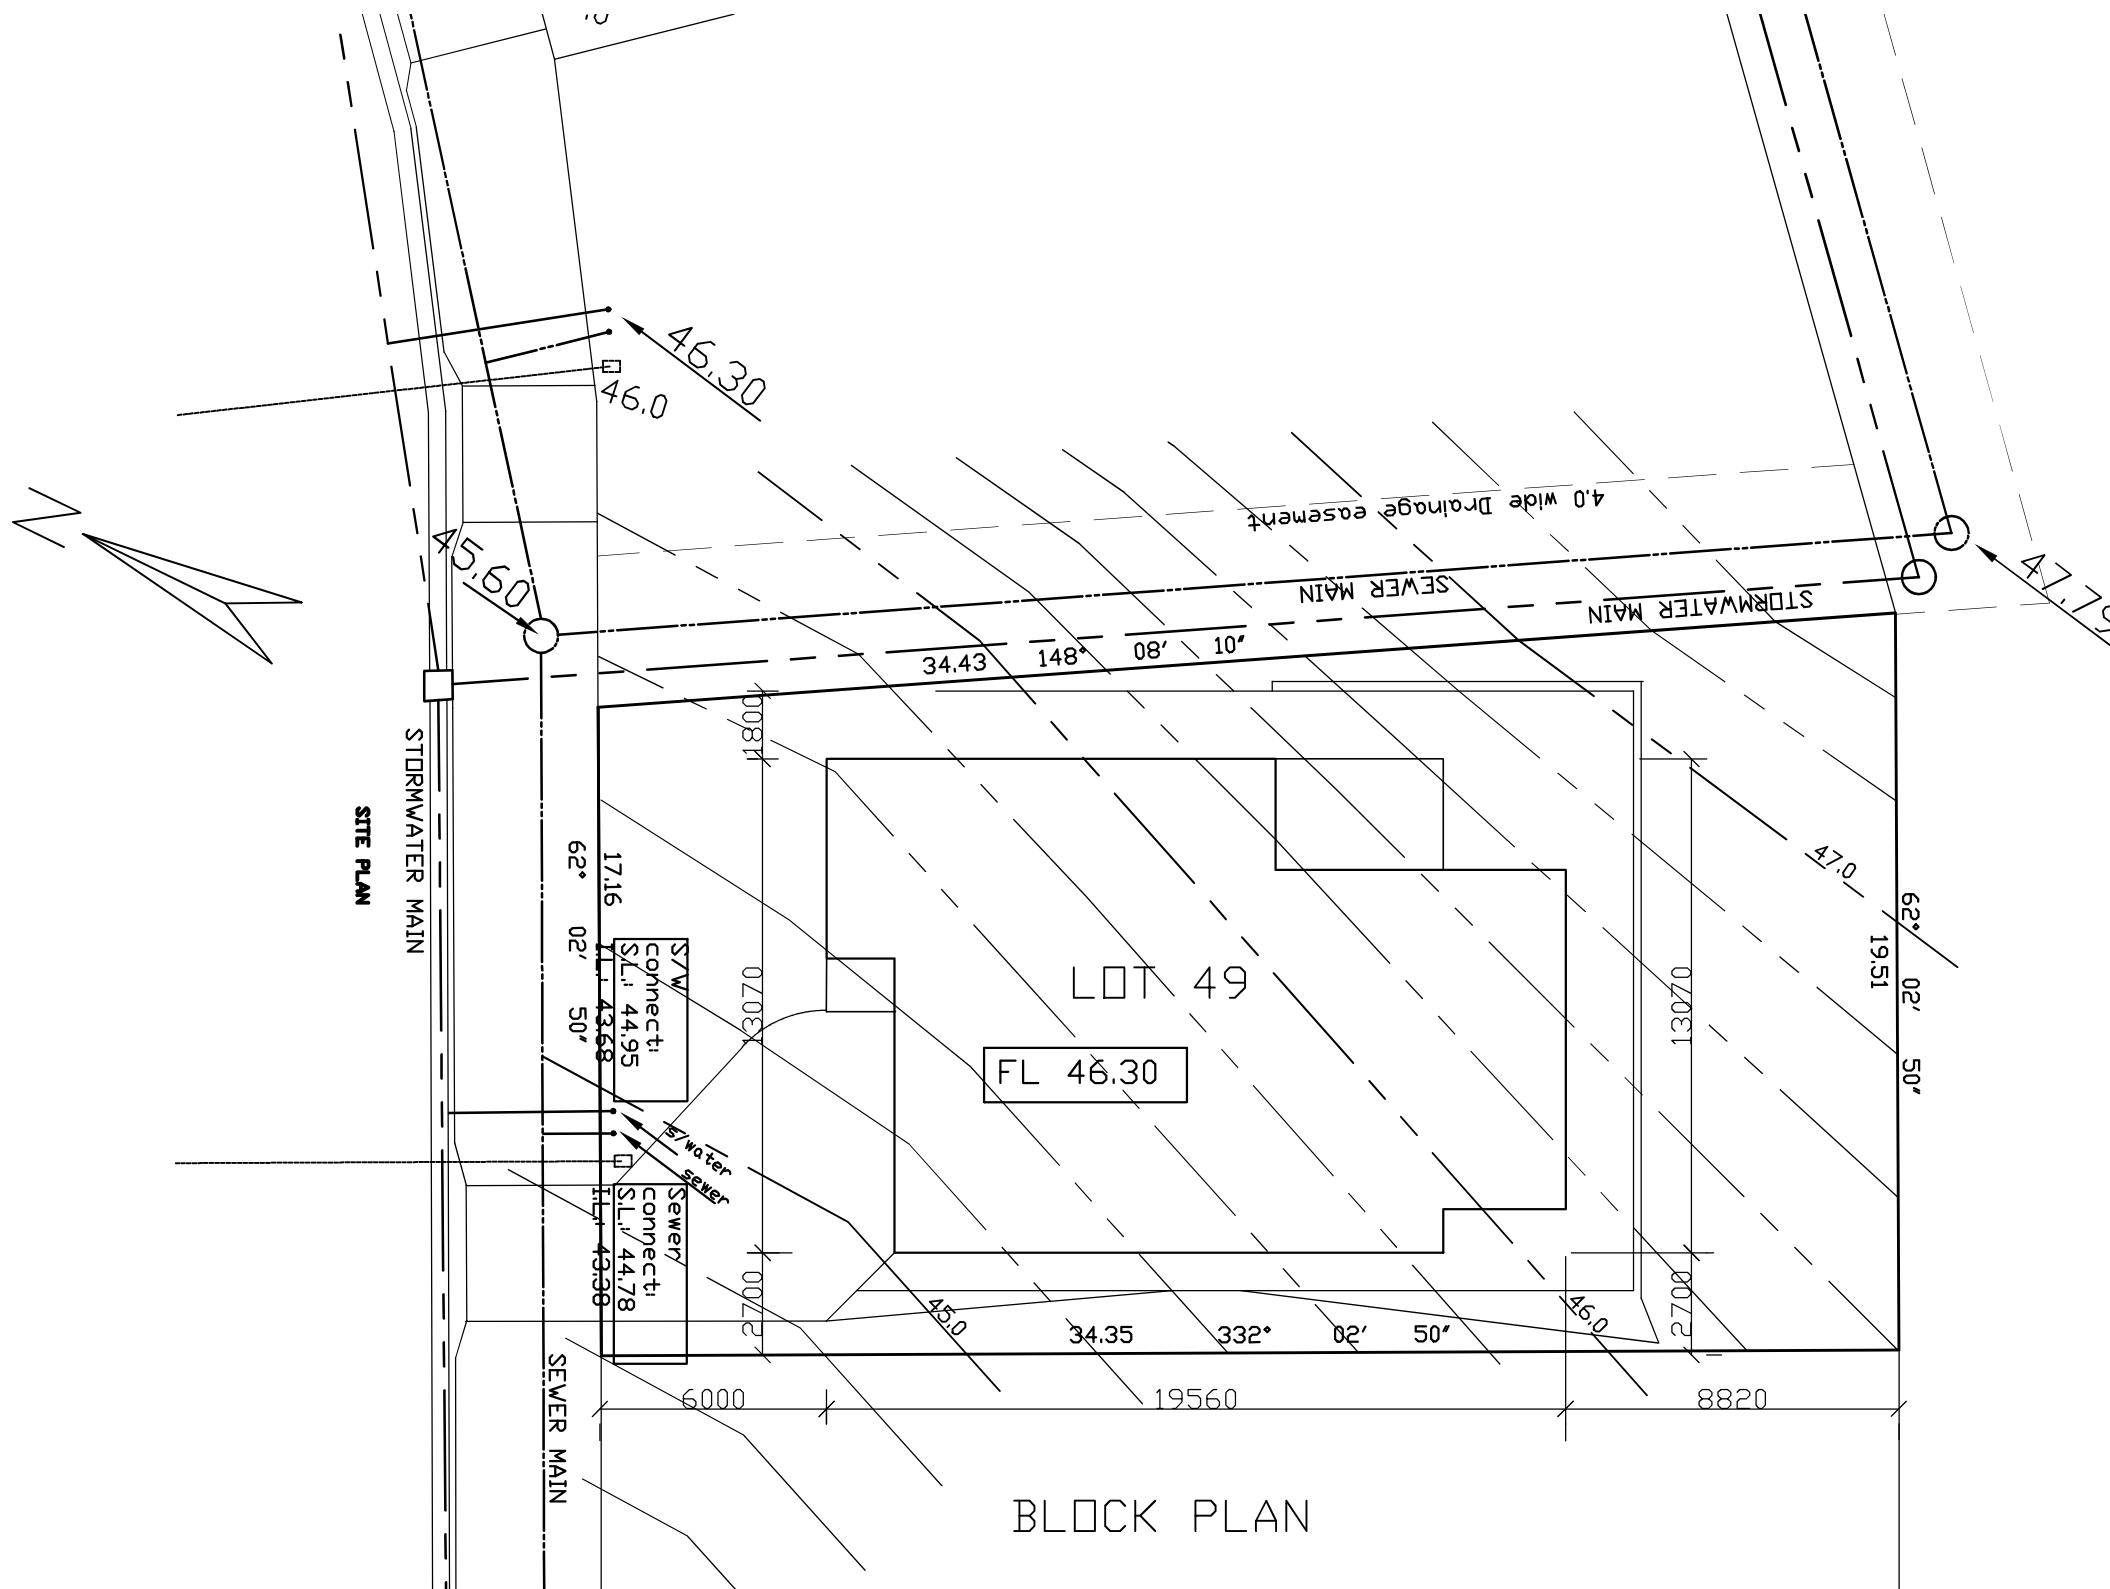 46.30
46.0
4.0 wide Drainage easement
45.60
SEWER MAIN
STORMWATER MAIN
47.79
34.43 148° 08' 10"
1800
STORMWATER MAIN
SITE PLAN
62° 02' 50"
17.16
47.0
62° 02' 50"
19.51
S/W
connect:
S.L.: 44.95
I.L.: 43.68
13070
LOT 49
13070
FL 46.30
s/water
sewer
Sewer
connect:
S.L.: 44.78
I.L.: 43.38
2700
45.0
46.0
2700
34.35 332° 02' 50"
SEWER MAIN
6000
19560
8820
BLOCK PLAN